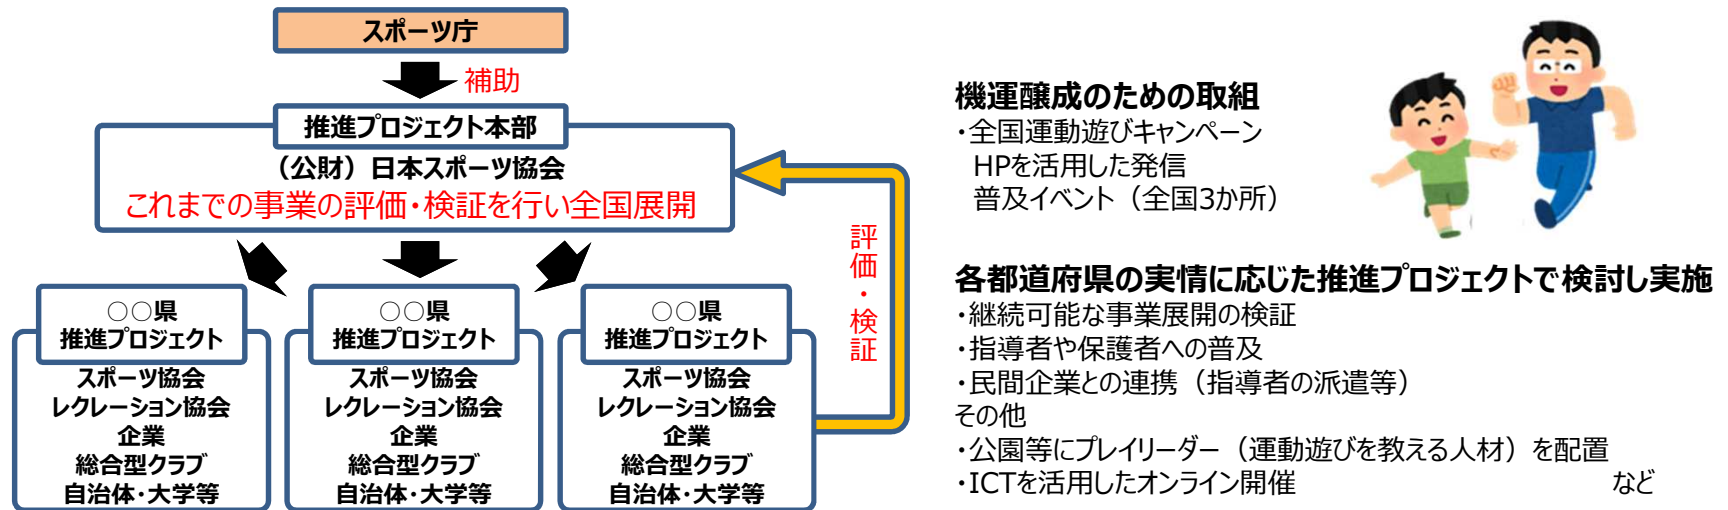 スポーツ庁
補助
推進プロジェクト本部
（公財）日本スポーツ協会
これまでの事業の評価・検証を行い全国展開
評価・検証
○○県
推進プロジェクト
スポーツ協会
レクレーション協会
企業
総合型クラブ
自治体・大学等
○○県
推進プロジェクト
スポーツ協会
レクレーション協会
企業
総合型クラブ
自治体・大学等
○○県
推進プロジェクト
スポーツ協会
レクレーション協会
企業
総合型クラブ
自治体・大学等
機運醸成のための取組
・全国運動遊びキャンペーン
HPを活用した発信
普及イベント（全国3か所）
各都道府県の実情に応じた推進プロジェクトで検討し実施
・継続可能な事業展開の検証
・指導者や保護者への普及
・民間企業との連携（指導者の派遣等）
その他
・公園等にプレイリーダー（運動遊びを教える人材）を配置
・ICTを活用したオンライン開催 など